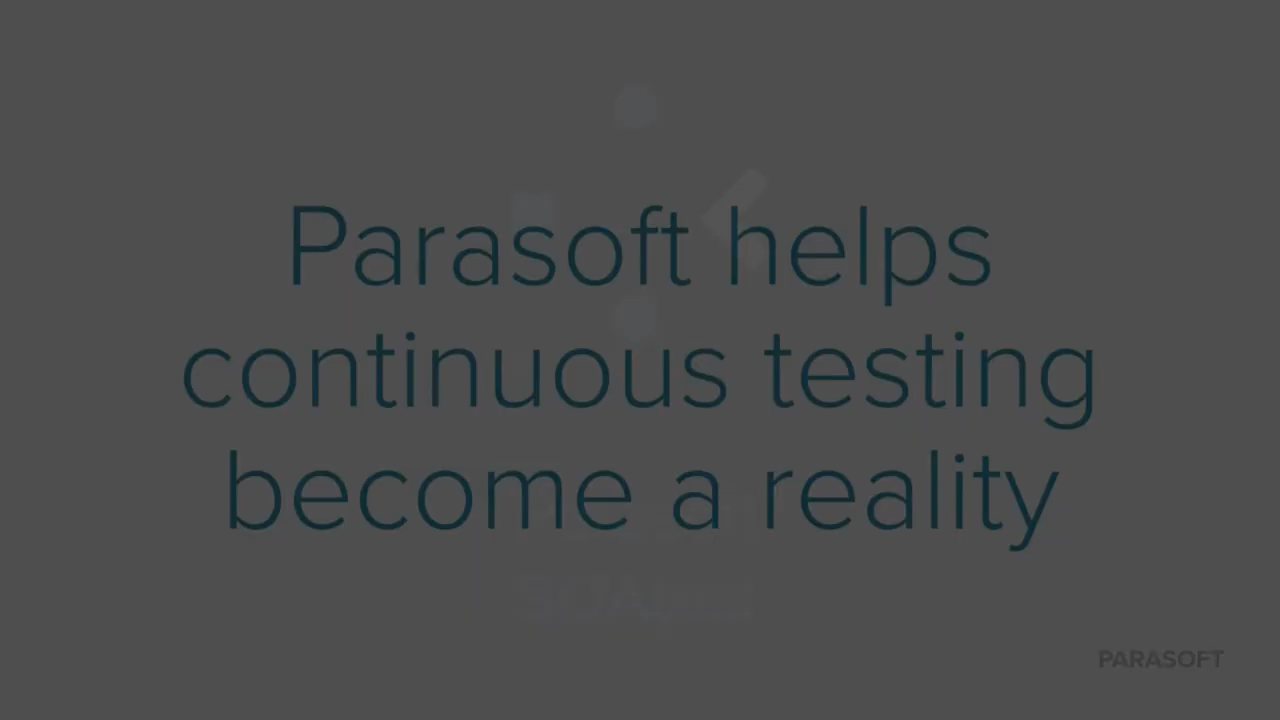 Parasoft helps
continuous testing
become a reality
PARASOFT